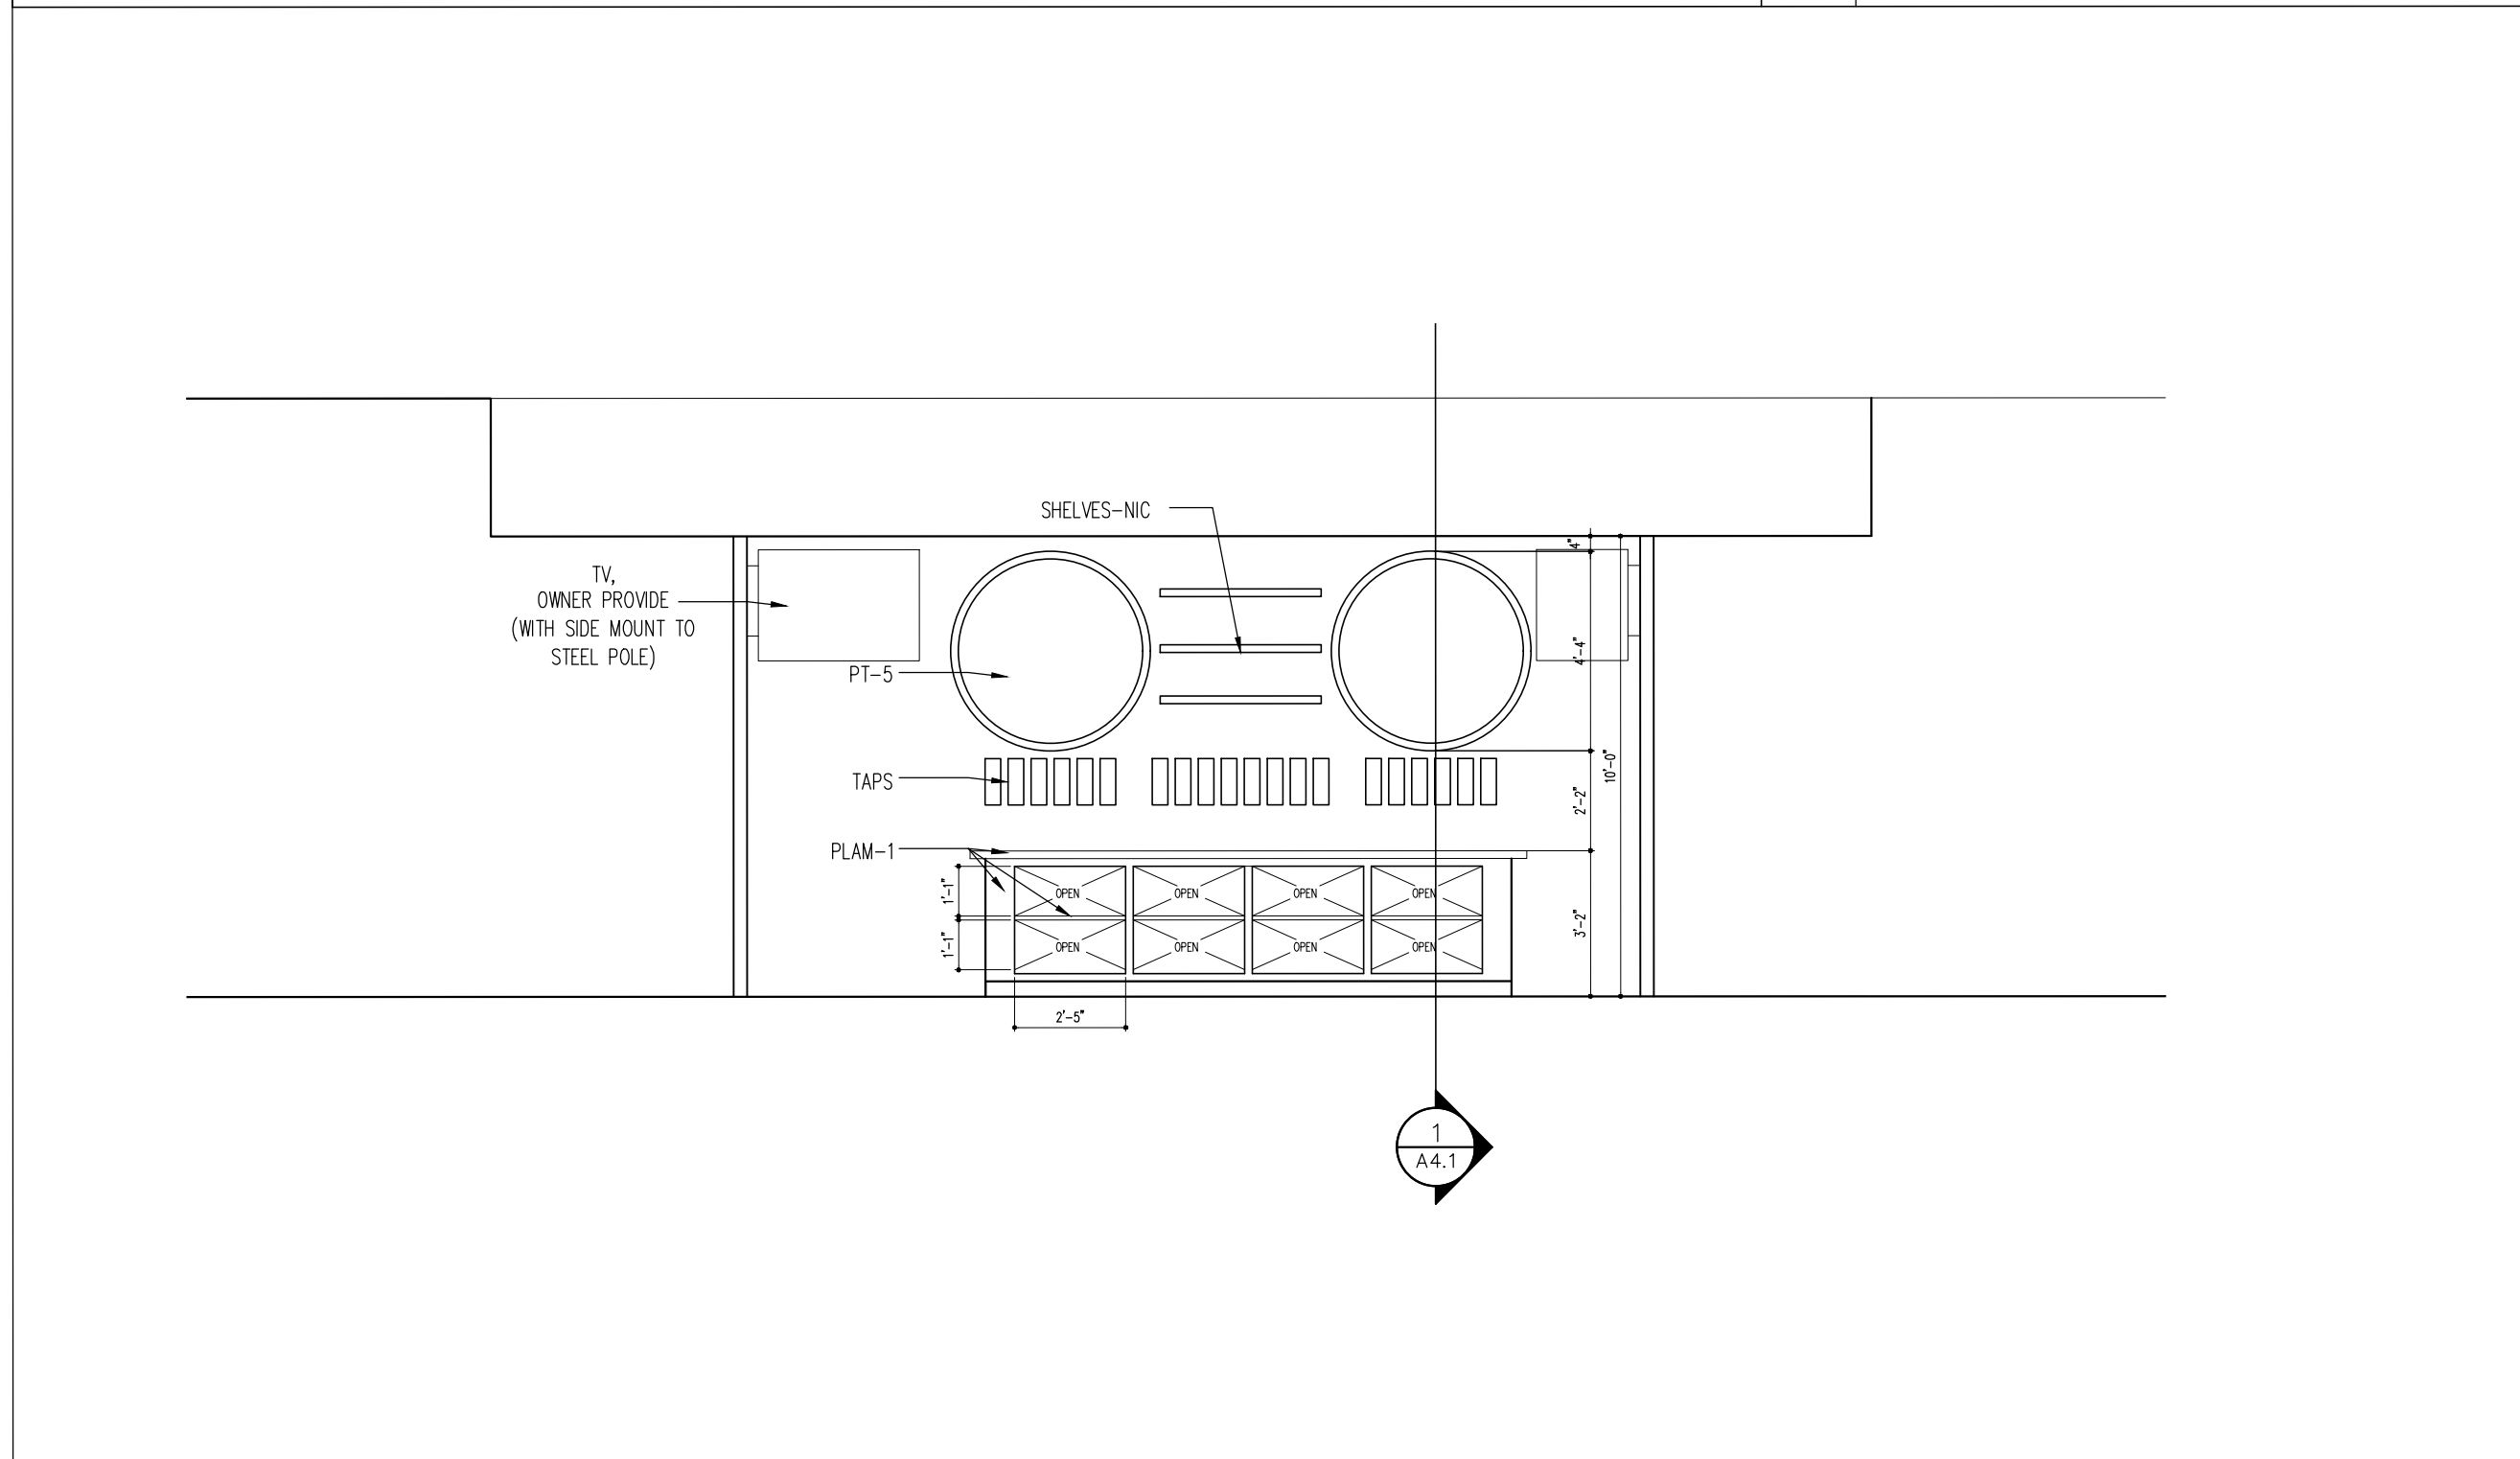 SHELVES-NIC
4"
TV,
OWNER PROVIDE
(WITH SIDE MOUNT TO
STEEL POLE)
4'-4"
PT-5
10'-0"
TAPS
2'-2"
PLAM-1
1'-1"
OPEN OPEN OPEN OPEN
3'-2"
1'-1"
OPEN OPEN OPEN OPEN
2'-5"
1
A4.1